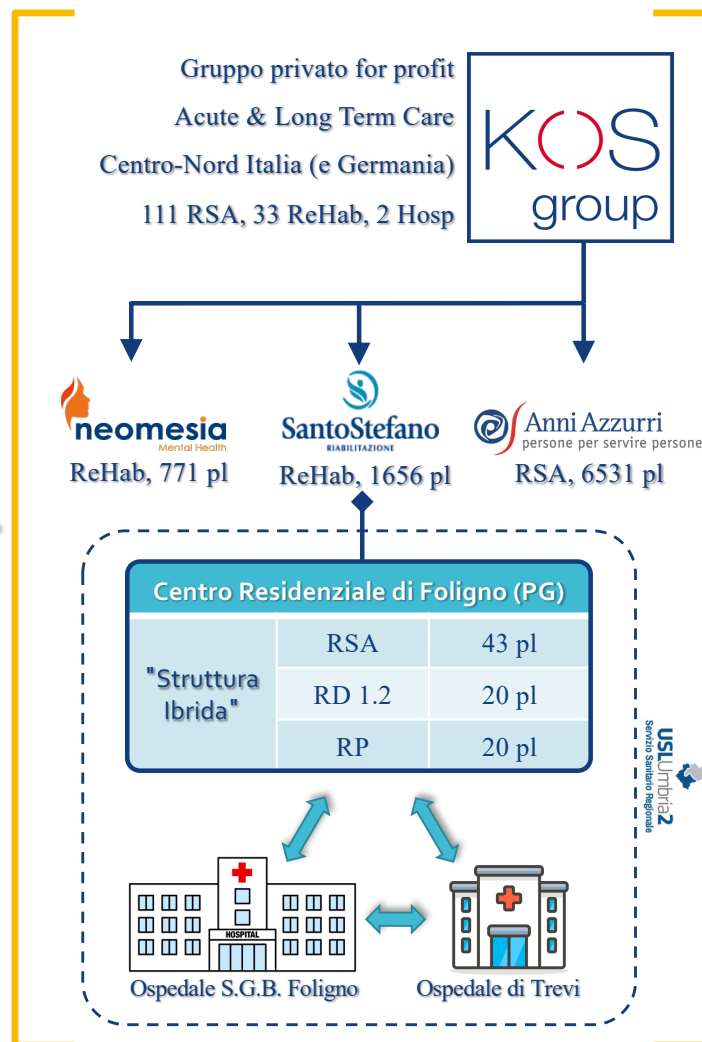 Gruppo privato for profit
Acute & Long Term Care
Centro-Nord Italia (e Germania)
111 RSA, 33 ReHab, 2 Hosp
KOS
group
neomesia
Mental Health
ReHab, 771 pl
SantoStefano
RIABILITAZIONE
ReHab, 1656 pl
Anni Azzurri
persone per servire persone
RSA, 6531 pl
Centro Residenziale di Foligno (PG)
"Struttura
Ibrida"
RSA 43 pl
RD 1.2 20 pl
RP 20 pl
USLUmbria2
Servizio Sanitario Regionale
HOSPITAL
Ospedale S.G.B. Foligno
Ospedale di Trevi